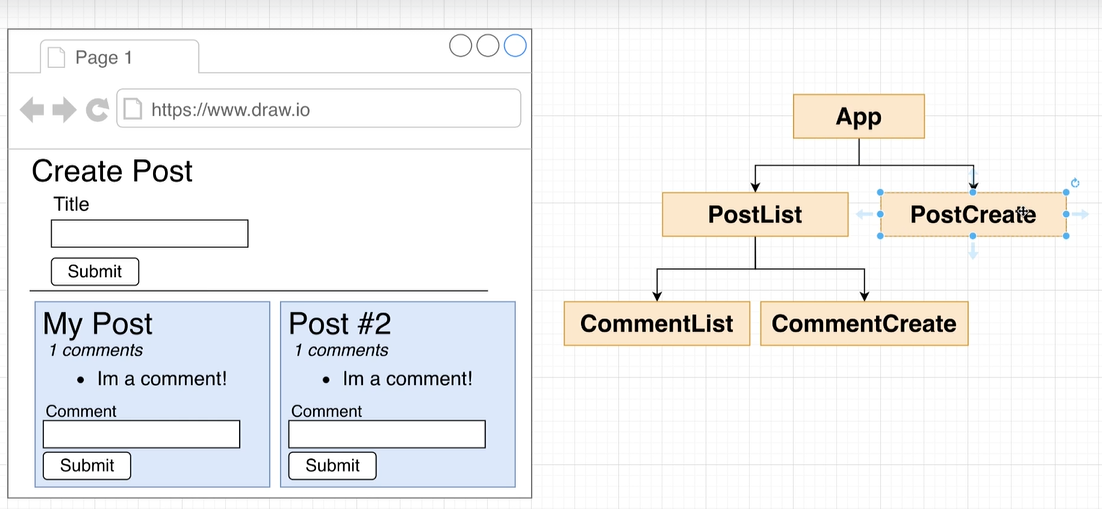 Page 1
https://www.draw.io
Create Post
Title
Submit
My Post
1 comments
• Im a comment!
Comment
Submit
Post #2
1 comments
• Im a comment!
Comment
Submit
App
PostList
PostCreate
CommentList
CommentCreate